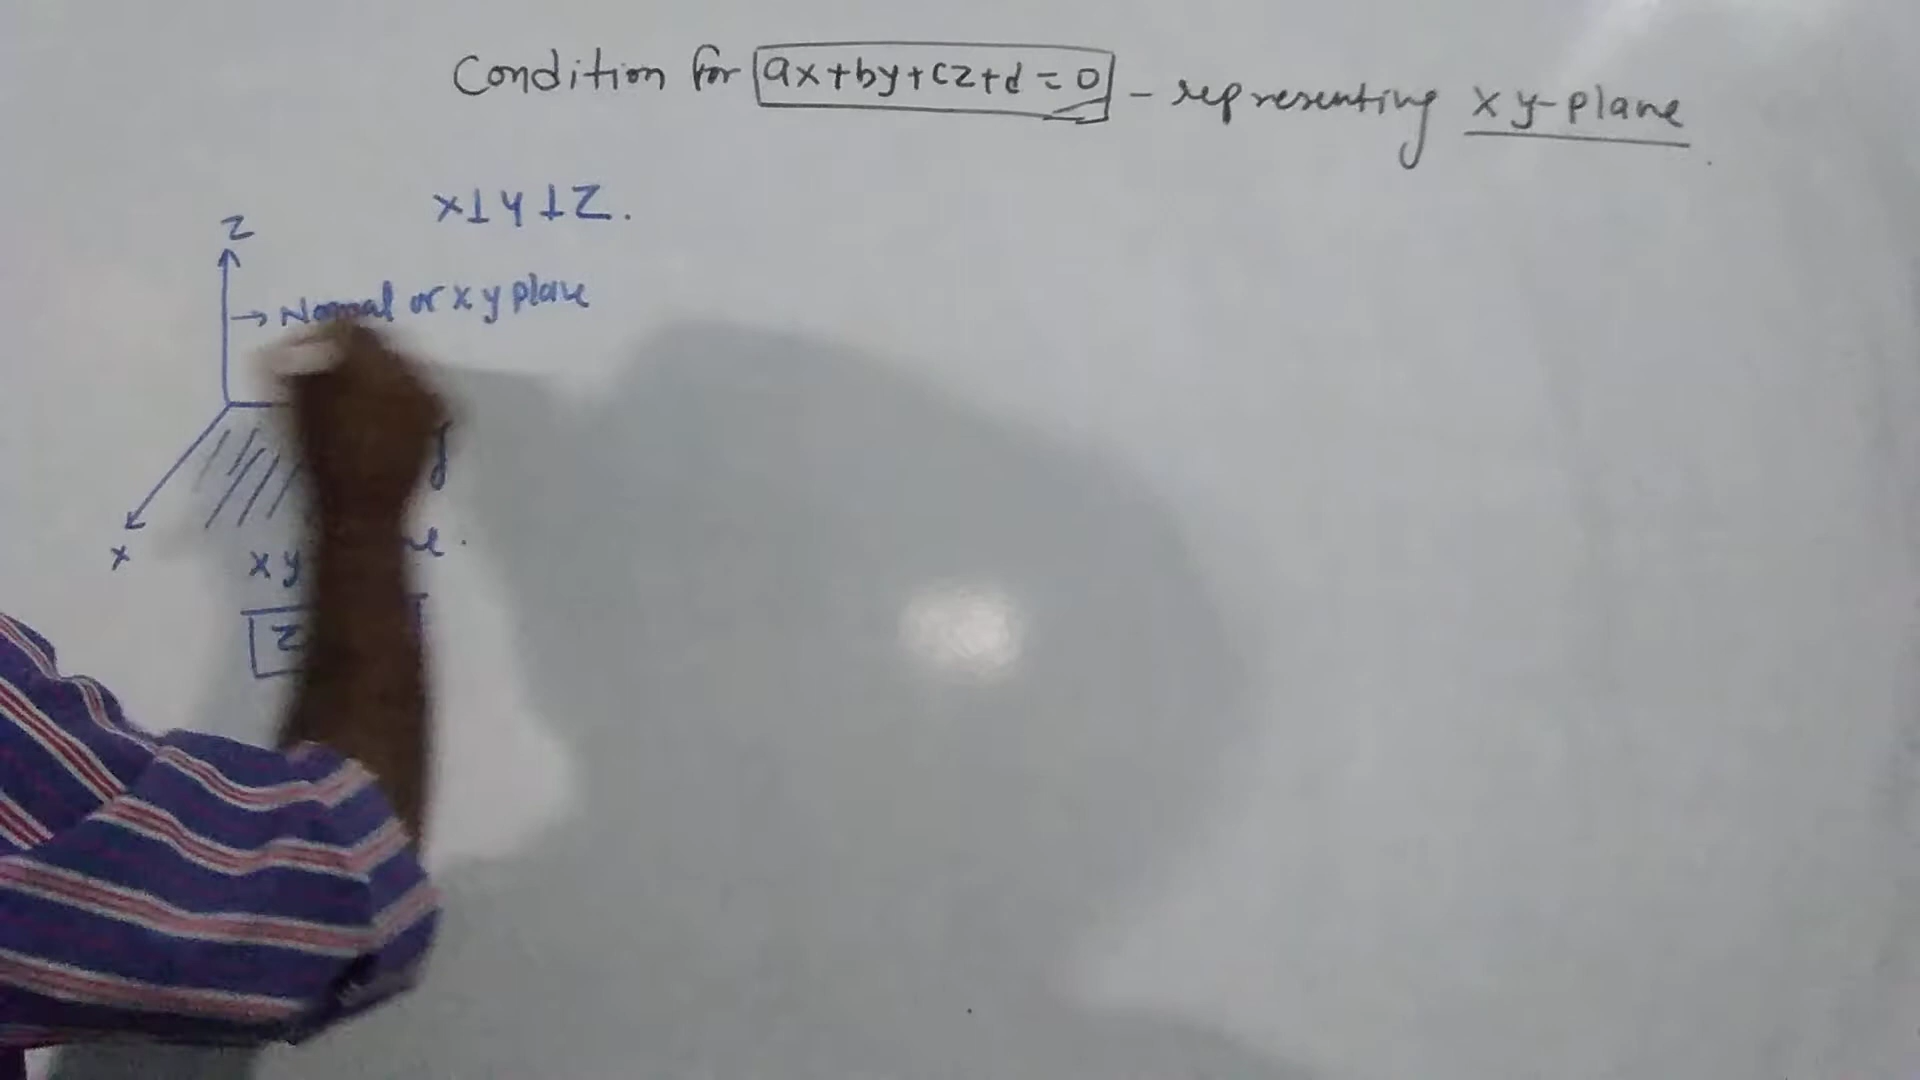 Condition for ax+by+cz+d=0 - representing xy-plane
x⊥y⊥z.
z
→ Normal or xy plane
y
x
xy
z